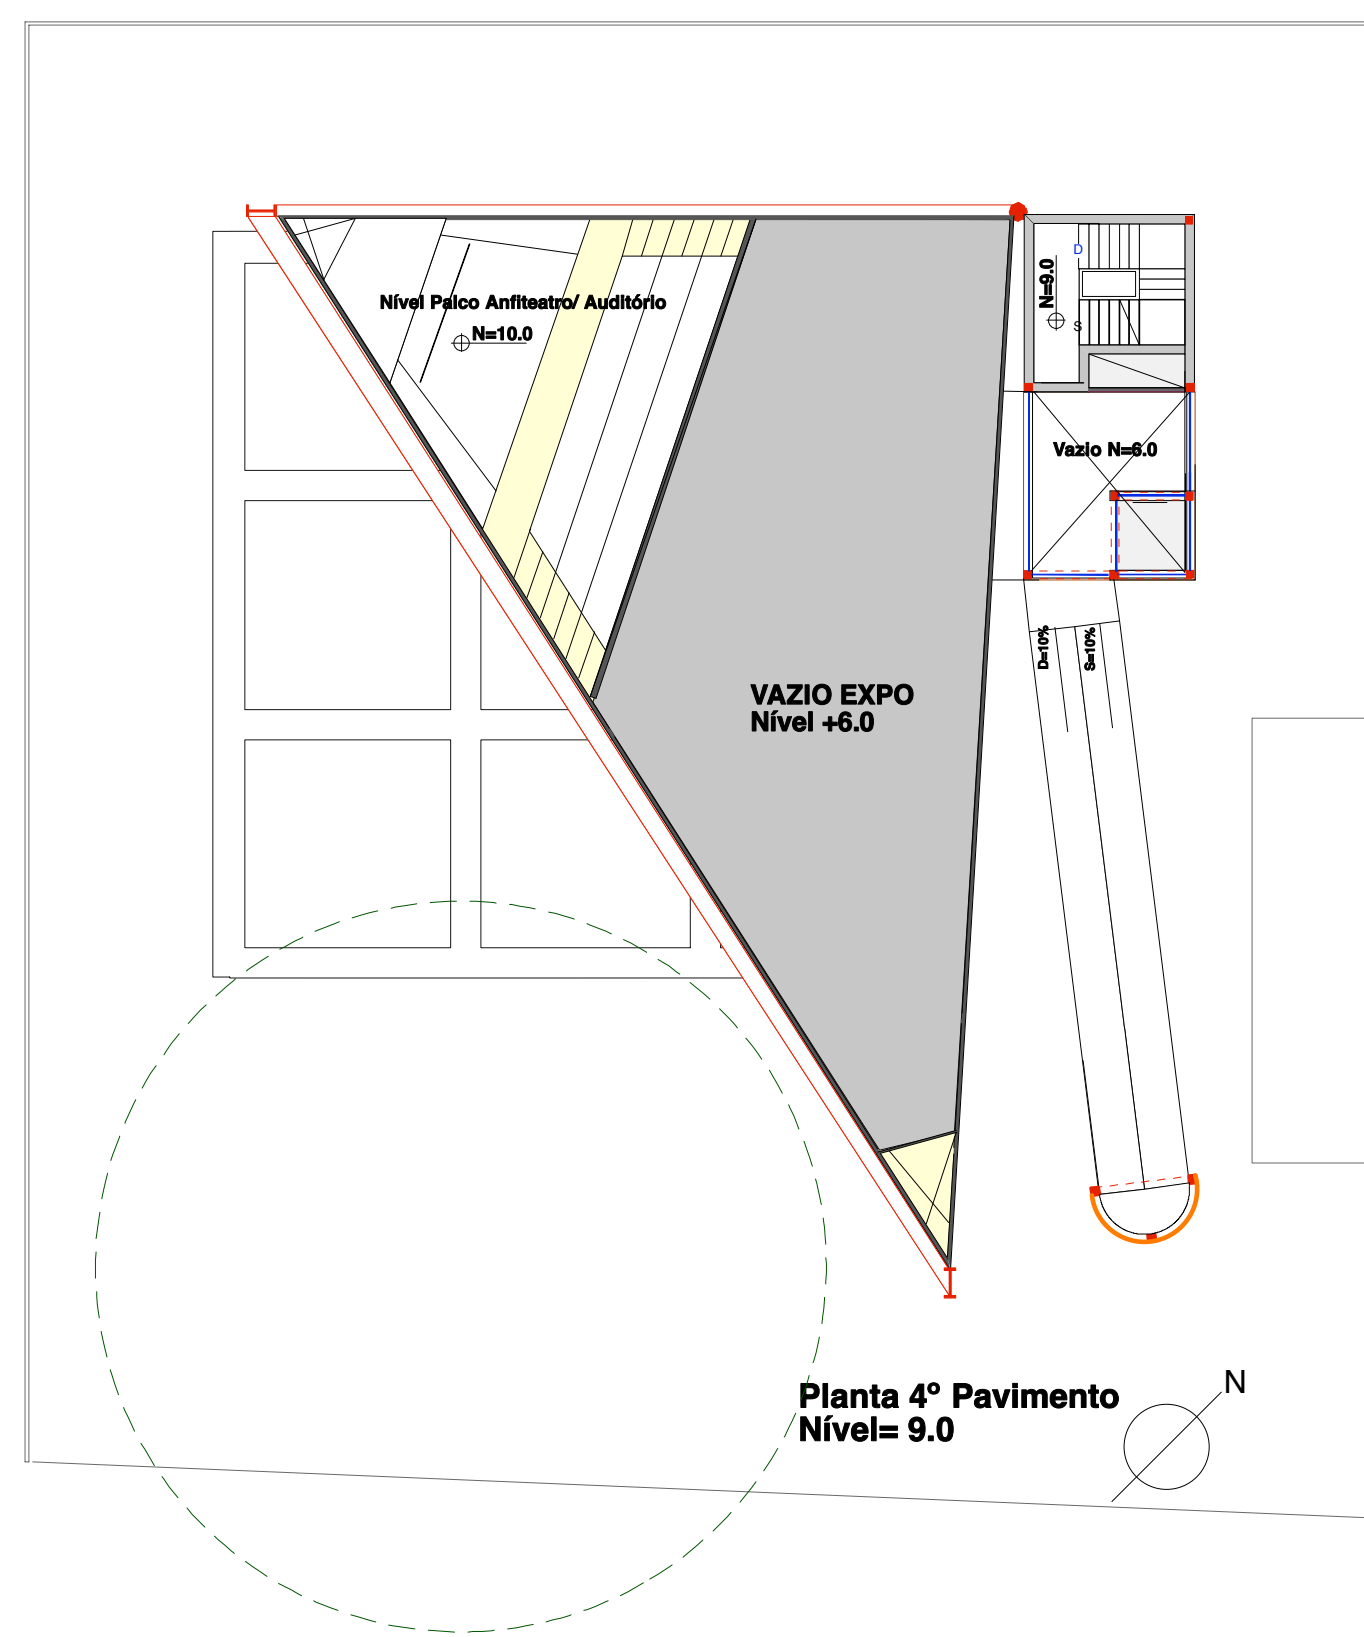 D
N=9.0
S
Nível Palco Anfiteatro/ Auditório
N=10.0
Vazio N=6.0
D=10%
S=10%
VAZIO EXPO
Nível +6.0
N
Planta 4º Pavimento
Nível= 9.0